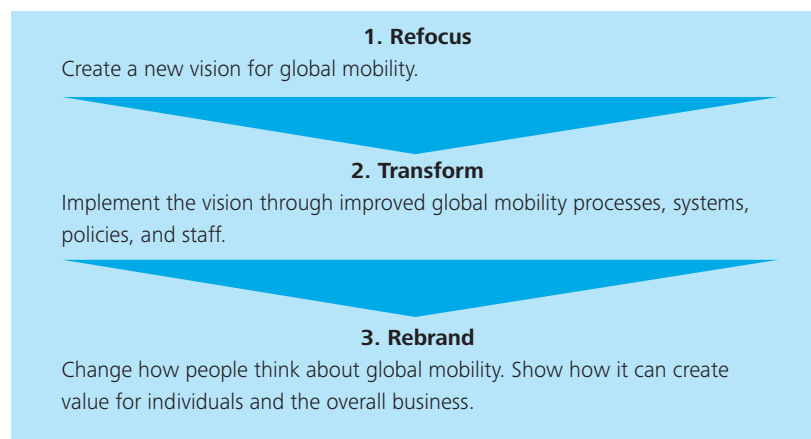 1. Refocus
Create a new vision for global mobility.
2. Transform
Implement the vision through improved global mobility processes, systems,
policies, and staff.
3. Rebrand
Change how people think about global mobility. Show how it can create
value for individuals and the overall business.